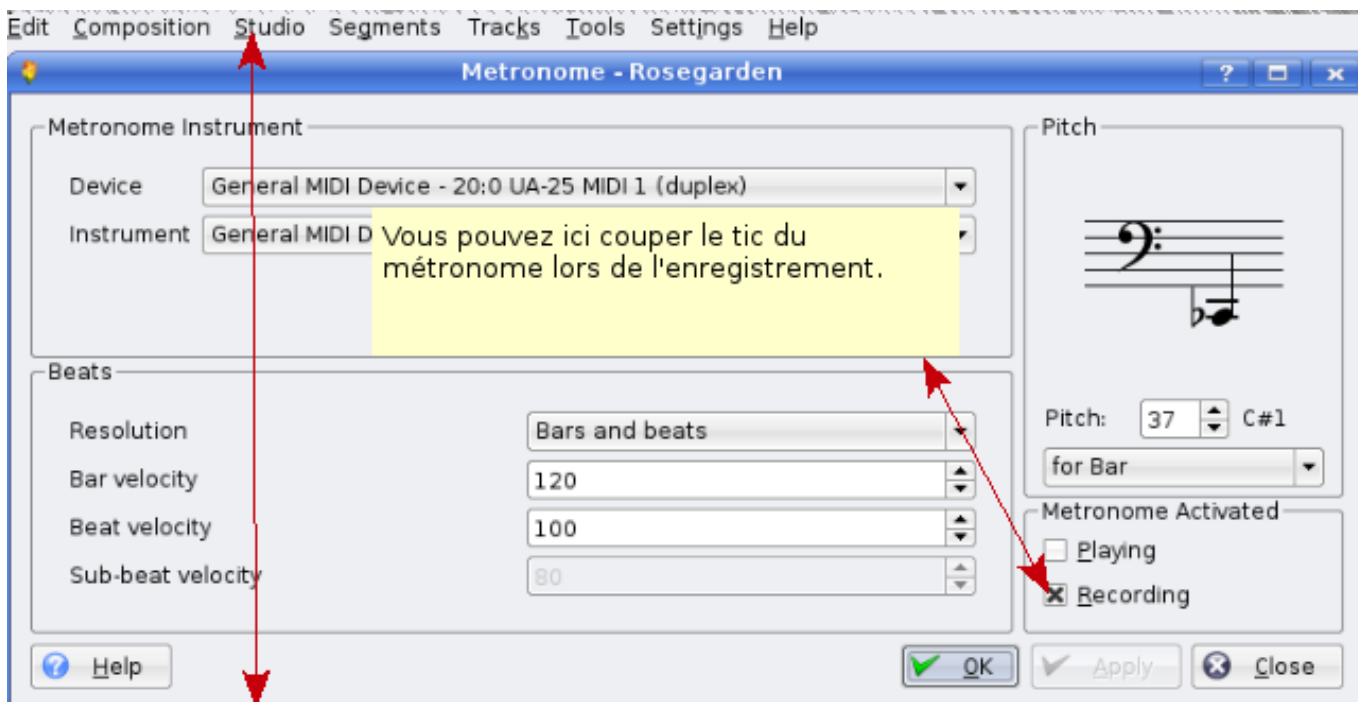 Edit Composition Studio Segments Tracks Tools Settings Help
Metronome - Rosegarden ?
Metronome Instrument
Device General MIDI Device - 20:0 UA-25 MIDI 1 (duplex)
Instrument General MIDI D
Vous pouvez ici couper le tic du
métronome lors de l'enregistrement.
Beats
Resolution Bars and beats
Bar velocity 120
Beat velocity 100
Sub-beat velocity 80
Pitch
Pitch: 37 C#1
for Bar
Metronome Activated
Playing
Recording
? Help OK Apply Close